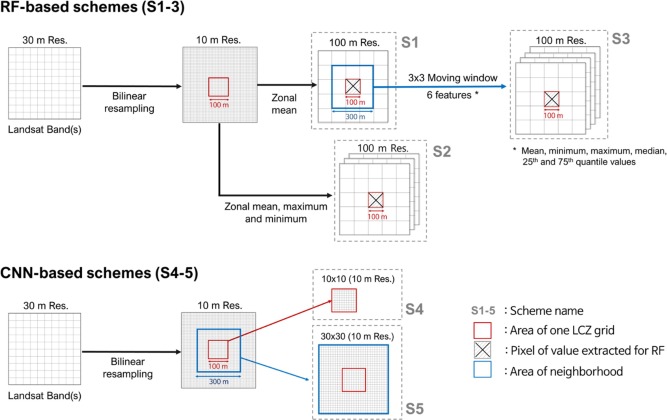 RF-based schemes (S1-3)
30 m Res.
Landsat Band(s)
Bilinear
resampling
10 m Res.
100 m
Zonal
mean
S1
100 m Res.
100 m
300 m
3x3 Moving window
6 features *
S3
100 m Res.
100 m
* Mean, minimum, maximum, median,
25th and 75th quantile values
Zonal mean, maximum
and minimum
S2
100 m Res.
100 m
CNN-based schemes (S4-5)
30 m Res.
Landsat Band(s)
Bilinear
resampling
10 m Res.
100 m
300 m
10x10 (10 m Res.)
S4
30x30 (10 m Res.)
S5
S1-5 : Scheme name
: Area of one LCZ grid
: Pixel of value extracted for RF
: Area of neighborhood